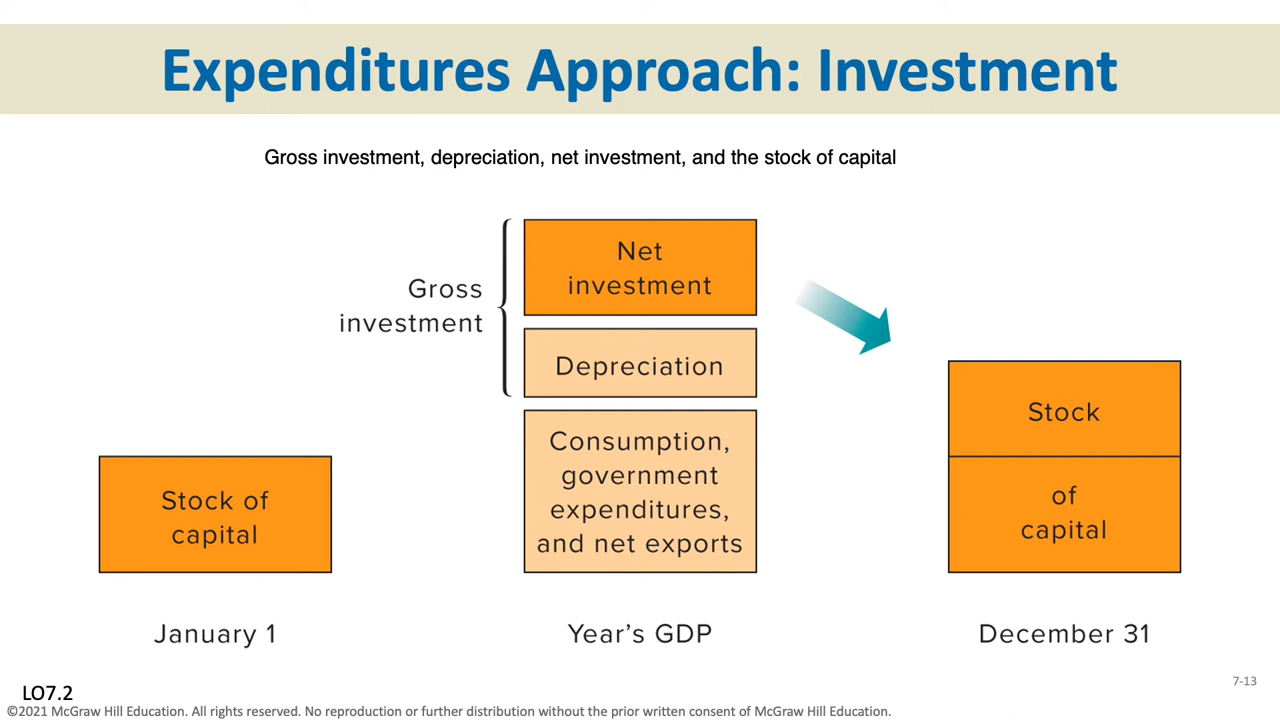 Expenditures Approach: Investment
Gross investment, depreciation, net investment, and the stock of capital
Stock of
capital
January 1
Gross
investment
Net
investment
Depreciation
Consumption,
government
expenditures,
and net exports
Year’s GDP
Stock
of
capital
December 31
LO7.2
7-13
©2021 McGraw Hill Education. All rights reserved. No reproduction or further distribution without the prior written consent of McGraw Hill Education.